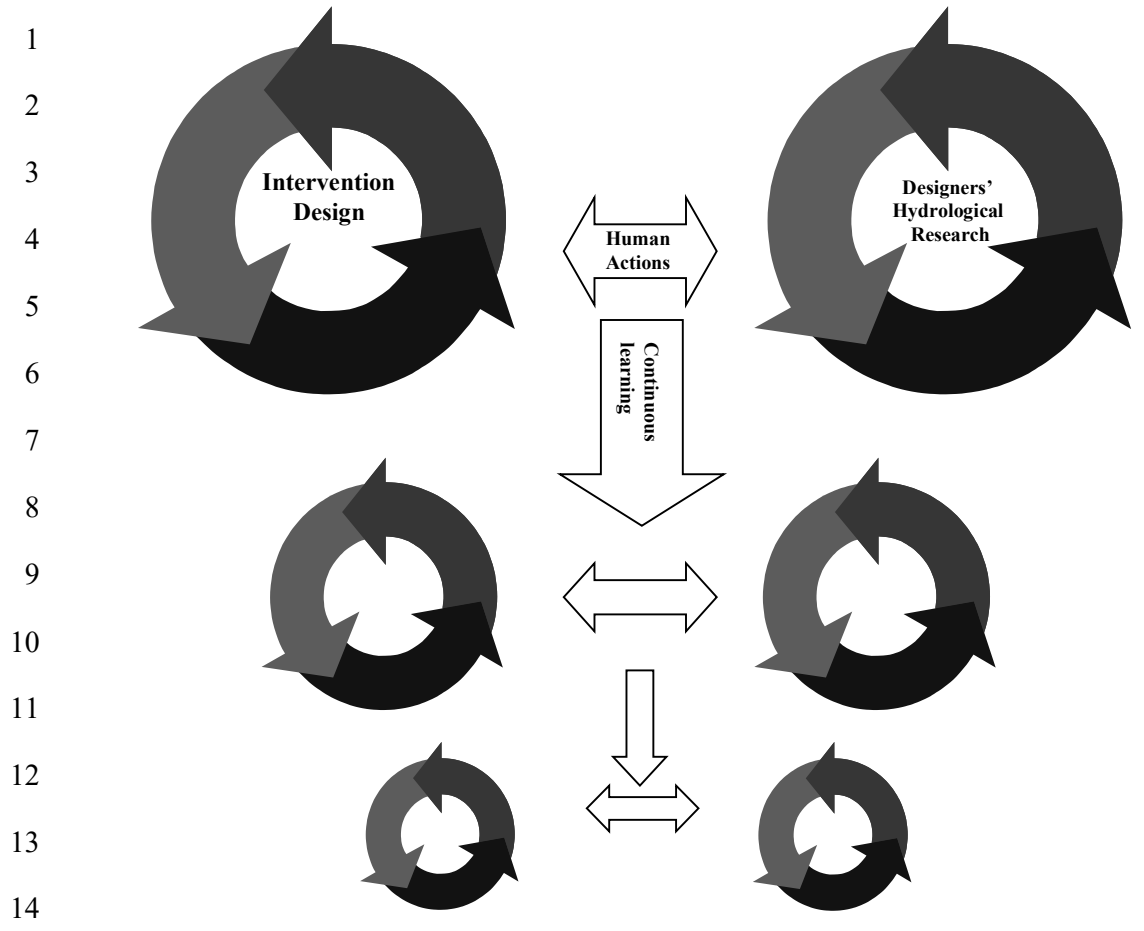 1
2
3
Intervention
Design
Designers’
Hydrological
Research
4
Human
Actions
5
6
Continuous
learning
7
8
9
10
11
12
13
14